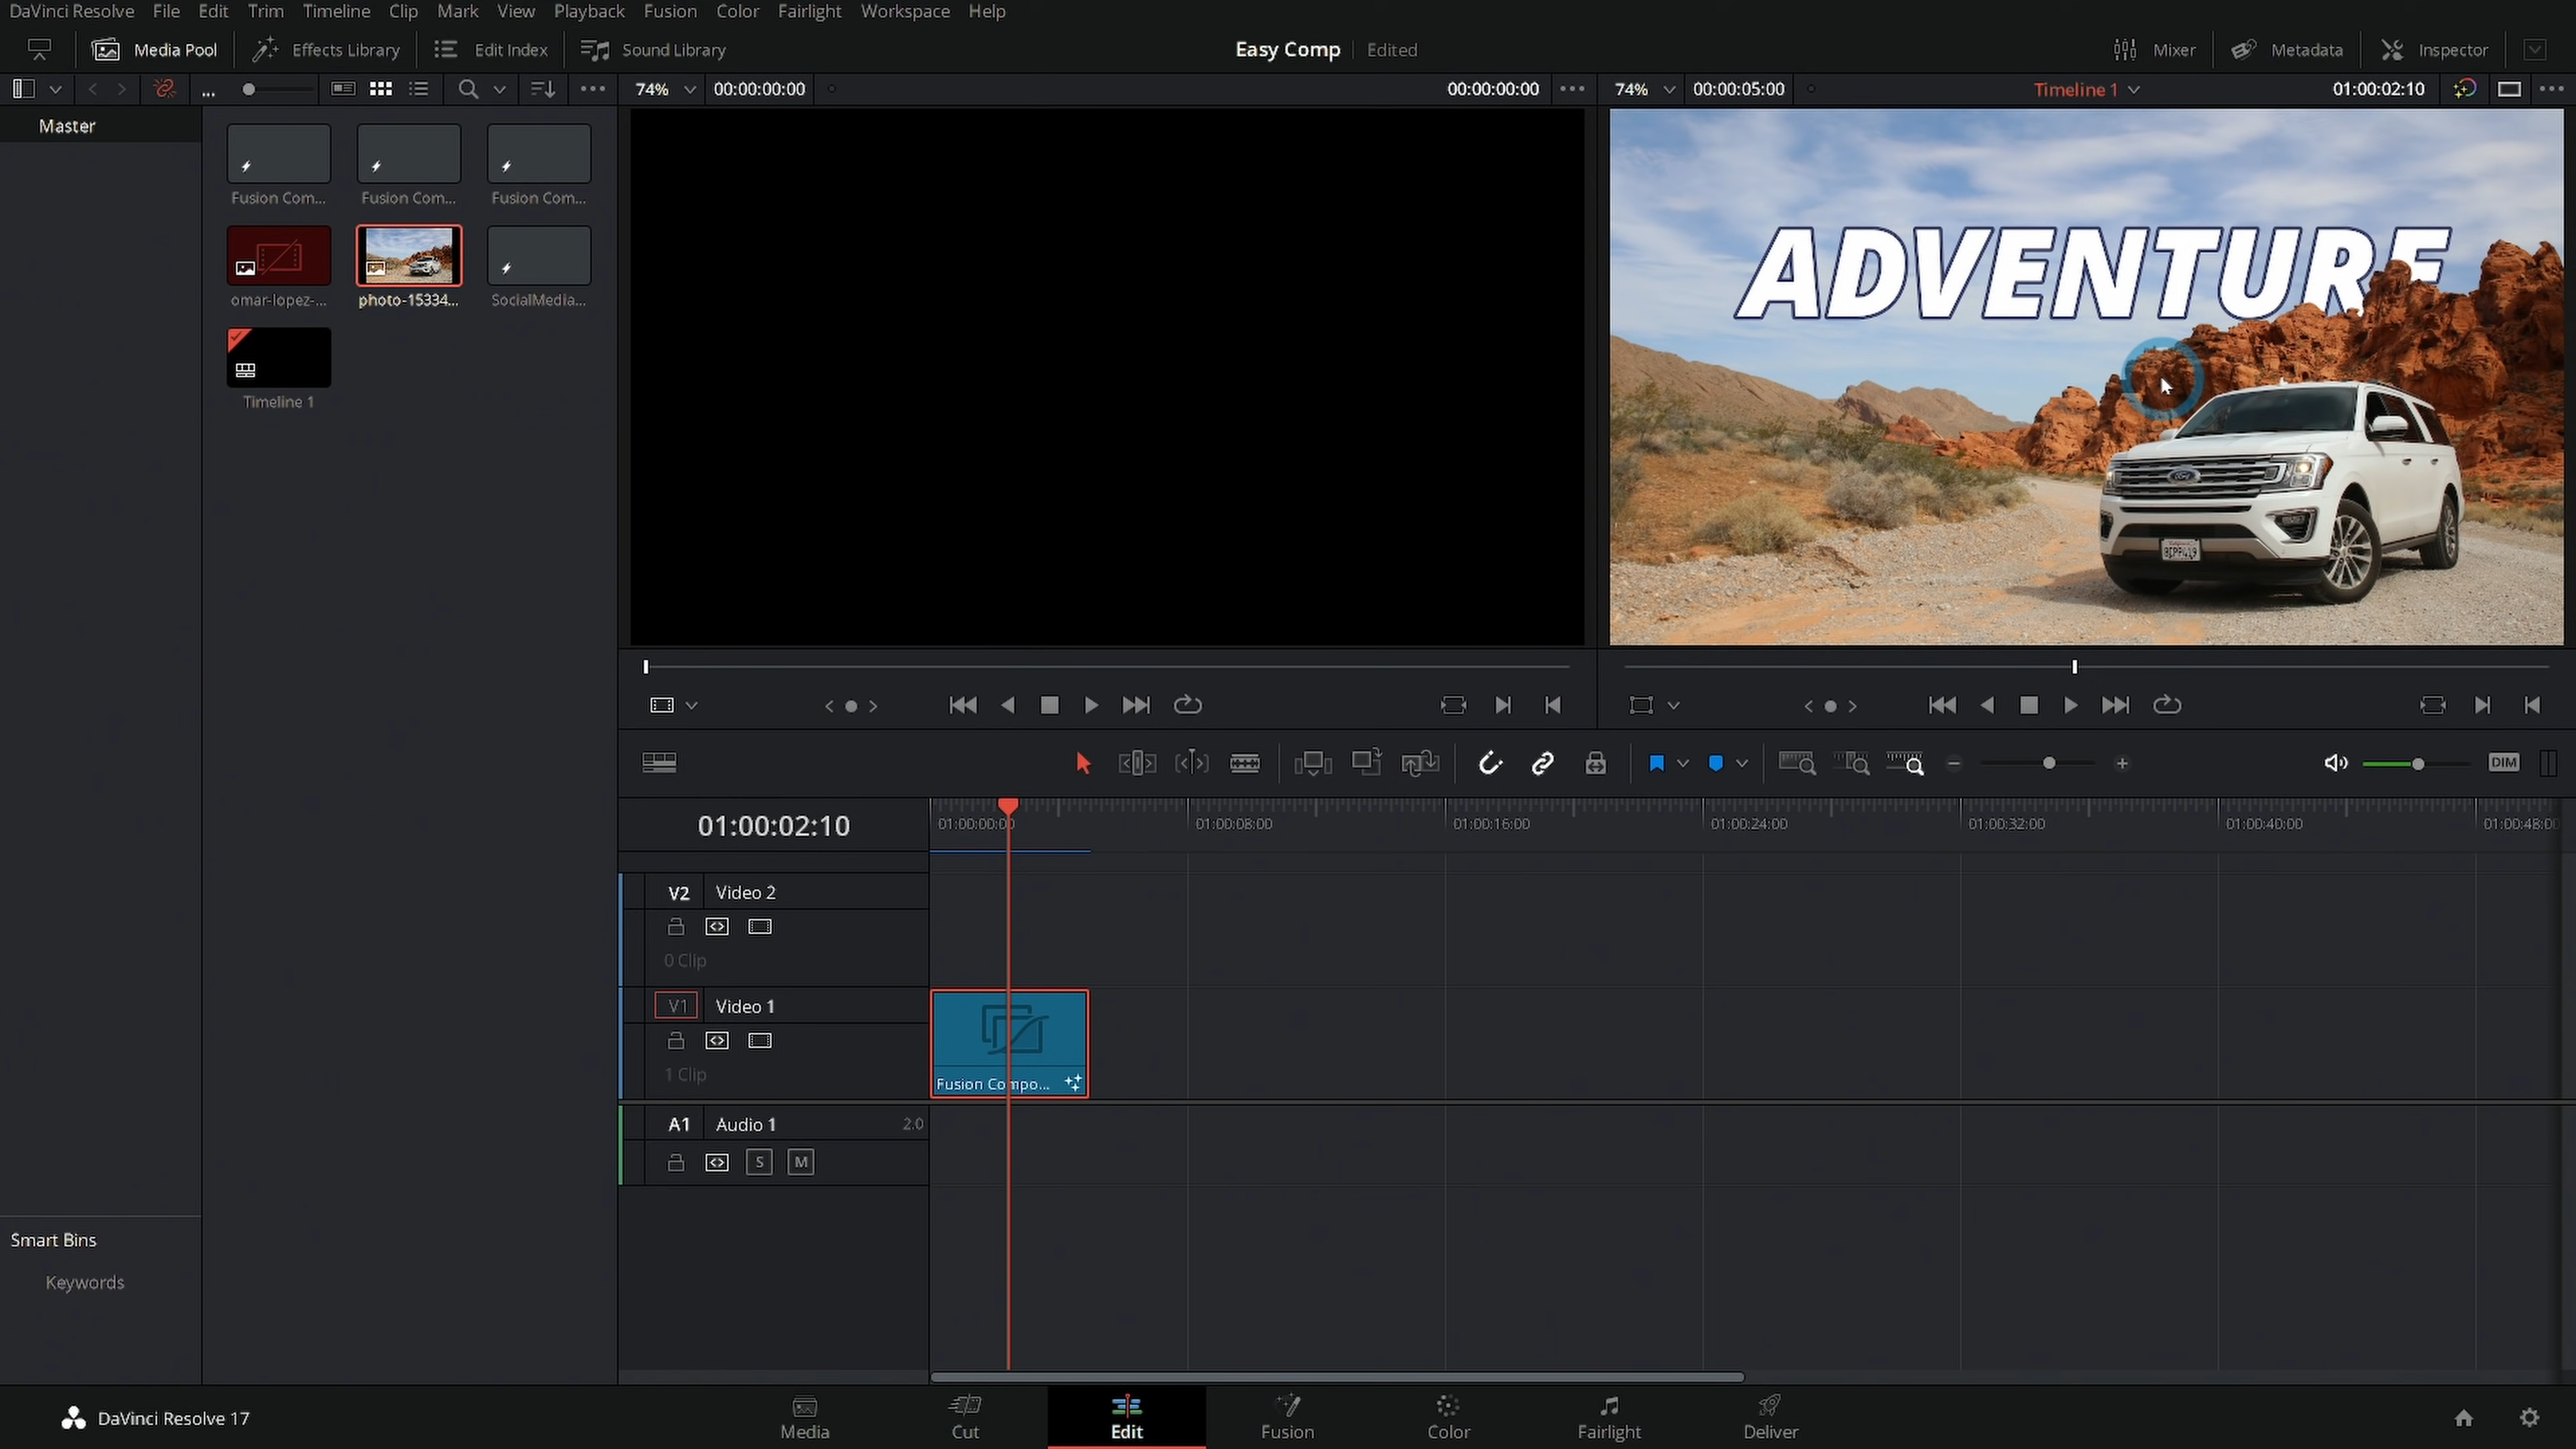 DaVinci Resolve File Edit Trim Timeline Clip Mark View Playback Fusion Color Fairlight Workspace Help
Media Pool Effects Library Edit Index Sound Library Easy Comp Edited Mixer Metadata Inspector
... 74% 00:00:00:00 00:00:00:00 74% 00:00:05:00 Timeline 1 01:00:02:10
Master
Fusion Com... Fusion Com... Fusion Com...
omar-lopez-... photo-15334... SocialMedia...
Timeline 1
ADVENTURE
Ford
DIM
01:00:02:10
01:00:00:00 01:00:08:00 01:00:16:00 01:00:24:00 01:00:32:00 01:00:40:00 01:00:48:00
V2 Video 2
0 Clip
V1 Video 1
1 Clip
Fusion Compo...
A1 Audio 1 2.0
S M
Smart Bins
Keywords
DaVinci Resolve 17
Media Cut Edit Fusion Color Fairlight Deliver